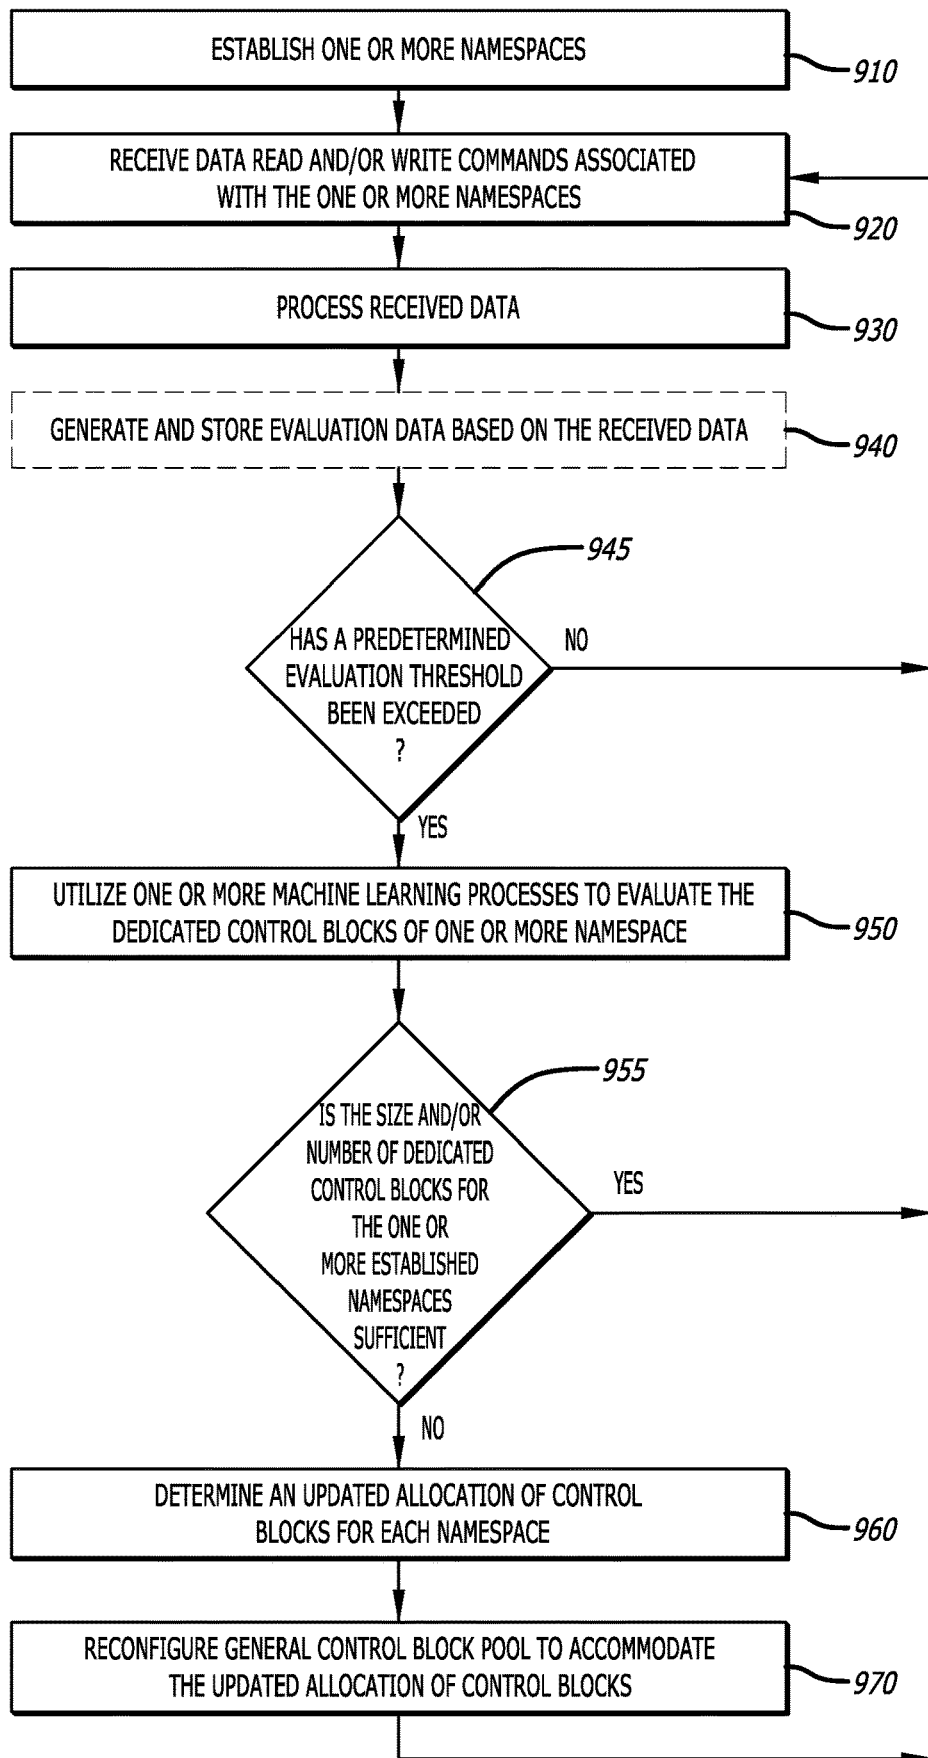 ESTABLISH ONE OR MORE NAMESPACES
910
RECEIVE DATA READ AND/OR WRITE COMMANDS ASSOCIATED
WITH THE ONE OR MORE NAMESPACES
920
PROCESS RECEIVED DATA
930
GENERATE AND STORE EVALUATION DATA BASED ON THE RECEIVED DATA
940
945
HAS A PREDETERMINED
EVALUATION THRESHOLD
BEEN EXCEEDED
?
NO
YES
UTILIZE ONE OR MORE MACHINE LEARNING PROCESSES TO EVALUATE THE
DEDICATED CONTROL BLOCKS OF ONE OR MORE NAMESPACE
950
955
IS THE SIZE AND/OR
NUMBER OF DEDICATED
CONTROL BLOCKS FOR
THE ONE OR
MORE ESTABLISHED
NAMESPACES
SUFFICIENT
?
YES
NO
DETERMINE AN UPDATED ALLOCATION OF CONTROL
BLOCKS FOR EACH NAMESPACE
960
RECONFIGURE GENERAL CONTROL BLOCK POOL TO ACCOMMODATE
THE UPDATED ALLOCATION OF CONTROL BLOCKS
970